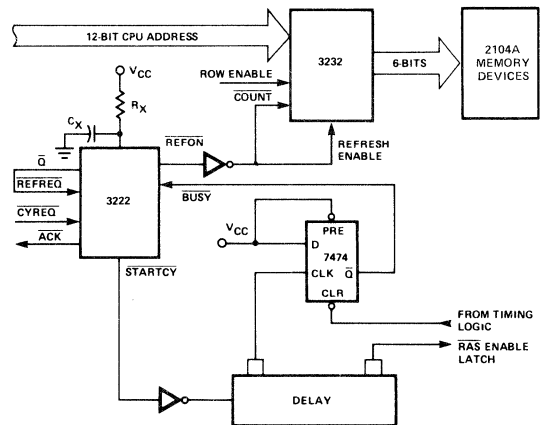 12-BIT CPU ADDRESS
VCC
RX
CX
ROW ENABLE
COUNT
3232
6-BITS
2104A
MEMORY
DEVICES
REFON
REFRESH
ENABLE
Q
REFREQ
CYREQ
ACK
3222
BUSY
STARTCY
VCC
PRE
D
7474
CLK
Q
CLR
FROM TIMING
LOGIC
RAS ENABLE
LATCH
DELAY